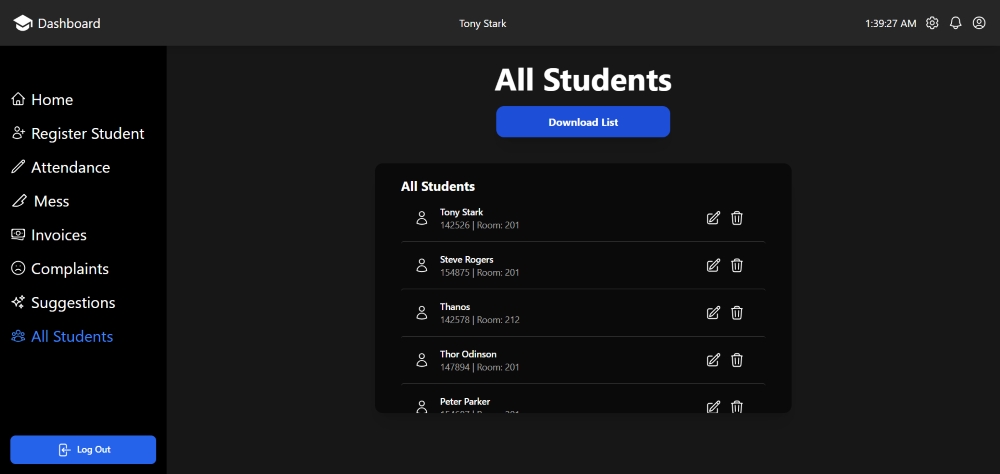 Dashboard
Tony Stark
1:39:27 AM
Home
Register Student
Attendance
Mess
Invoices
Complaints
Suggestions
All Students
Log Out
All Students
Download List
All Students
Tony Stark
142526 | Room: 201
Steve Rogers
154875 | Room: 201
Thanos
142578 | Room: 212
Thor Odinson
147894 | Room: 201
Peter Parker